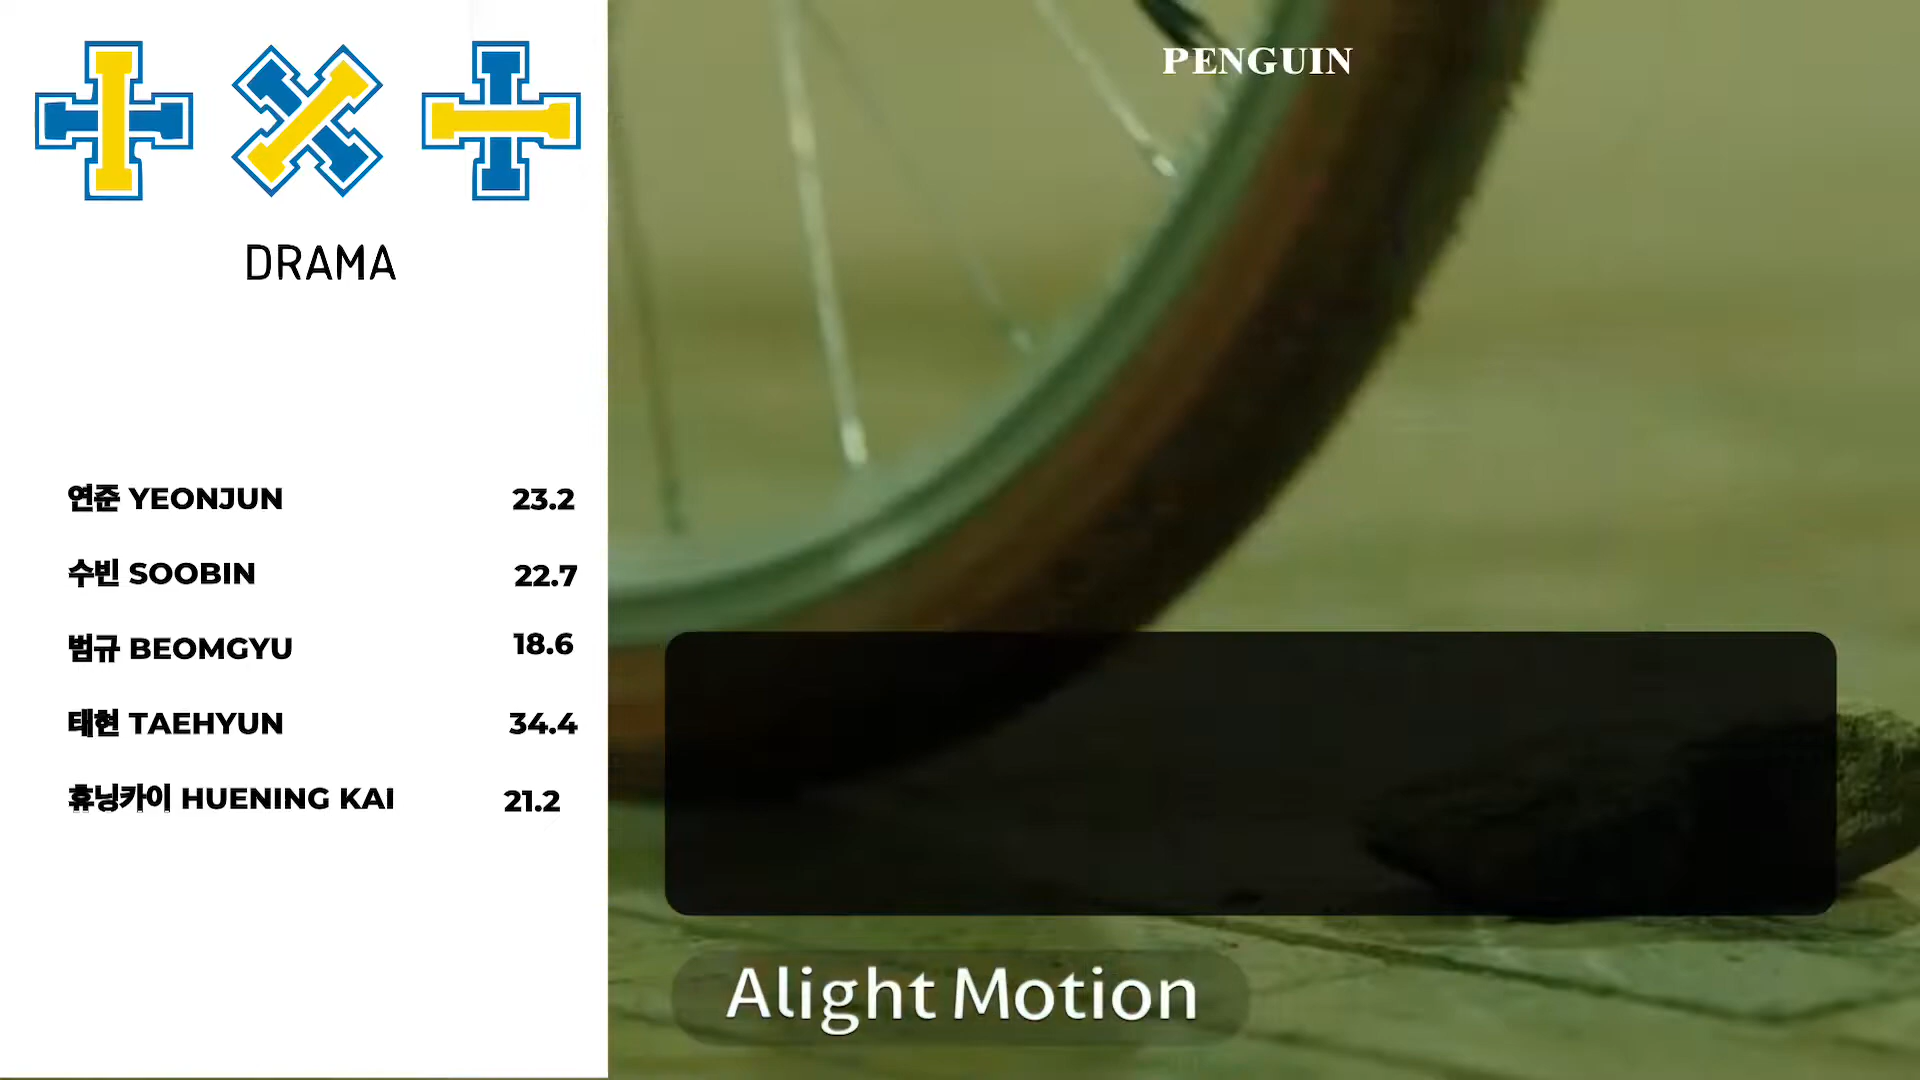 DRAMA
연준 YEONJUN 23.2
수빈 SOOBIN 22.7
범규 BEOMGYU 18.6
태현 TAEHYUN 34.4
휴닝카이 HUENING KAI 21.2
PENGUIN
Alight Motion